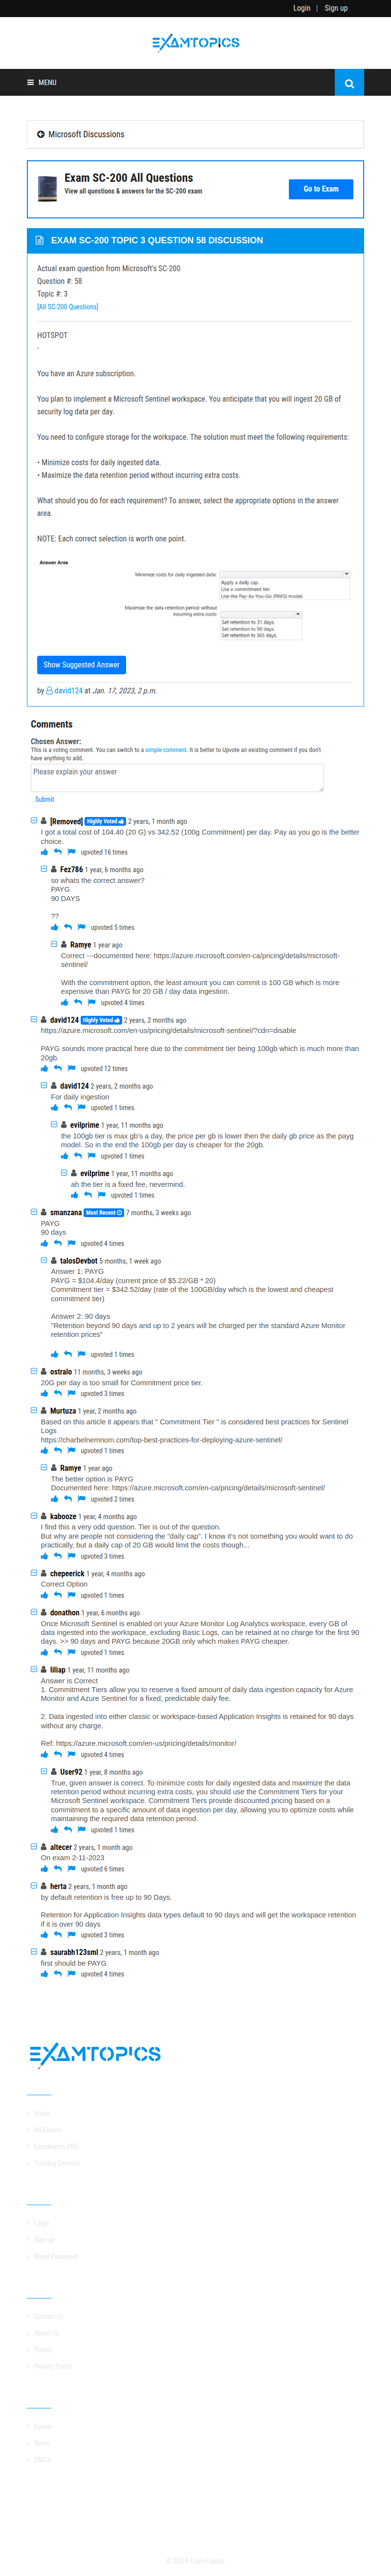 Login | Sign up
EXAMTOPICS
MENU
Microsoft Discussions
Exam SC-200 All Questions
View all questions & answers for the SC-200 exam
Go to Exam
EXAM SC-200 TOPIC 3 QUESTION 58 DISCUSSION
Actual exam question from Microsoft's SC-200
Question #: 58
Topic #: 3
[All SC-200 Questions]
HOTSPOT
-
You have an Azure subscription.
You plan to implement a Microsoft Sentinel workspace. You anticipate that you will ingest 20 GB of
security log data per day.
You need to configure storage for the workspace. The solution must meet the following requirements:
• Minimize costs for daily ingested data.
• Maximize the data retention period without incurring extra costs.
What should you do for each requirement? To answer, select the appropriate options in the answer
area.
NOTE: Each correct selection is worth one point.
Answer Area
Minimize costs for daily ingested data:
Apply a daily cap.
Use a commitment tier.
Use the Pay-As-You-Go (PAYG) model.
Maximize the data retention period without
incurring extra costs:
Set retention to 31 days.
Set retention to 90 days.
Set retention to 365 days.
Show Suggested Answer
by david124 at Jan. 17, 2023, 2 p.m.
Comments
Chosen Answer:
This is a voting comment. You can switch to a simple comment. It is better to Upvote an existing comment if you don't
have anything to add.
Please explain your answer
Submit
[Removed] Highly Voted 2 years, 1 month ago
I got a total cost of 104.40 (20 G) vs 342.52 (100g Commitment) per day. Pay as you go is the better
choice.
upvoted 16 times
Fez786 1 year, 6 months ago
so whats the correct answer?
PAYG
90 DAYS
??
upvoted 5 times
Ramye 1 year ago
Correct ---documented here: https://azure.microsoft.com/en-ca/pricing/details/microsoft-
sentinel/
With the commitment option, the least amount you can commit is 100 GB which is more
expensive than PAYG for 20 GB / day data ingestion.
upvoted 4 times
david124 Highly Voted 2 years, 2 months ago
https://azure.microsoft.com/en-us/pricing/details/microsoft-sentinel/?cdn=disable
PAYG sounds more practical here due to the commitment tier being 100gb which is much more than
20gb.
upvoted 12 times
david124 2 years, 2 months ago
For daily ingestion
upvoted 1 times
evilprime 1 year, 11 months ago
the 100gb tier is max gb's a day, the price per gb is lower then the daily gb price as the payg
model. So in the end the 100gb per day is cheaper for the 20gb.
upvoted 1 times
evilprime 1 year, 11 months ago
ah the tier is a fixed fee, nevermind.
upvoted 1 times
smanzana Most Recent 7 months, 3 weeks ago
PAYG
90 days
upvoted 4 times
talosDevbot 5 months, 1 week ago
Answer 1: PAYG
PAYG = $104.4/day (current price of $5.22/GB * 20)
Commitment tier = $342.52/day (rate of the 100GB/day which is the lowest and cheapest
commitment tier)
Answer 2: 90 days
"Retention beyond 90 days and up to 2 years will be charged per the standard Azure Monitor
retention prices"
upvoted 1 times
ostralo 11 months, 3 weeks ago
20G per day is too small for Commitment price tier.
upvoted 3 times
Murtuza 1 year, 2 months ago
Based on this article it appears that " Commitment Tier " is considered best practices for Sentinel
Logs
https://charbelnemnom.com/top-best-practices-for-deploying-azure-sentinel/
upvoted 1 times
Ramye 1 year ago
The better option is PAYG
Documented here: https://azure.microsoft.com/en-ca/pricing/details/microsoft-sentinel/
upvoted 2 times
kabooze 1 year, 4 months ago
I find this a very odd question. Tier is out of the question.
But why are people not considering the "daily cap". I know it's not something you would want to do
practically, but a daily cap of 20 GB would limit the costs though...
upvoted 3 times
chepeerick 1 year, 4 months ago
Correct Option
upvoted 1 times
donathon 1 year, 6 months ago
Once Microsoft Sentinel is enabled on your Azure Monitor Log Analytics workspace, every GB of
data ingested into the workspace, excluding Basic Logs, can be retained at no charge for the first 90
days. >> 90 days and PAYG because 20GB only which makes PAYG cheaper.
upvoted 1 times
liliap 1 year, 11 months ago
Answer is Correct
1. Commitment Tiers allow you to reserve a fixed amount of daily data ingestion capacity for Azure
Monitor and Azure Sentinel for a fixed, predictable daily fee.
2. Data ingested into either classic or workspace-based Application Insights is retained for 90 days
without any charge.
Ref: https://azure.microsoft.com/en-us/pricing/details/monitor/
upvoted 4 times
User92 1 year, 8 months ago
True, given answer is correct. To minimize costs for daily ingested data and maximize the data
retention period without incurring extra costs, you should use the Commitment Tiers for your
Microsoft Sentinel workspace. Commitment Tiers provide discounted pricing based on a
commitment to a specific amount of data ingestion per day, allowing you to optimize costs while
maintaining the required data retention period.
upvoted 1 times
altecer 2 years, 1 month ago
On exam 2-11-2023
upvoted 6 times
herta 2 years, 1 month ago
by default retention is free up to 90 Days.
Retention for Application Insights data types default to 90 days and will get the workspace retention
if it is over 90 days
upvoted 3 times
saurabh123sml 2 years, 1 month ago
first should be PAYG
upvoted 4 times
EXAMTOPICS
Home
All Exams
Examtopics PRO
Training Courses
Login
Sign up
Reset Password
Contact Us
About Us
Terms
Privacy Policy
Forum
News
DMCA